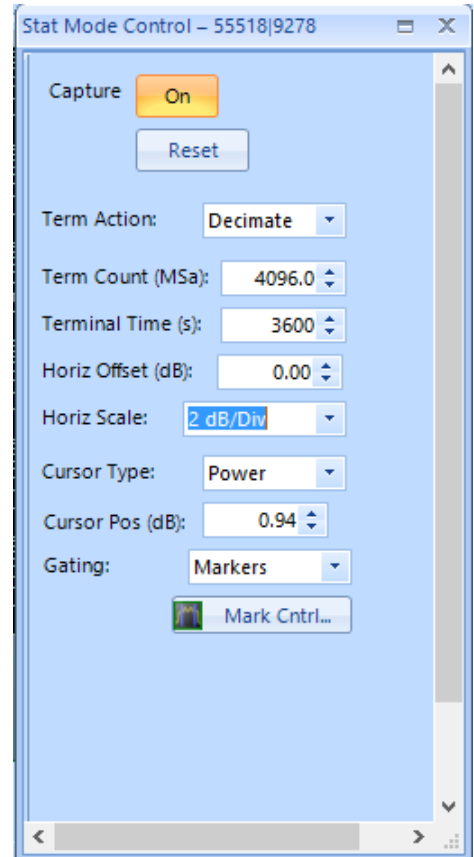 Stat Mode Control – 55518|9278
Capture On
Reset
Term Action: Decimate
Term Count (MSa): 4096.0
Terminal Time (s): 3600
Horiz Offset (dB): 0.00
Horiz Scale: 2 dB/Div
Cursor Type: Power
Cursor Pos (dB): 0.94
Gating: Markers
Mark Cntrl...